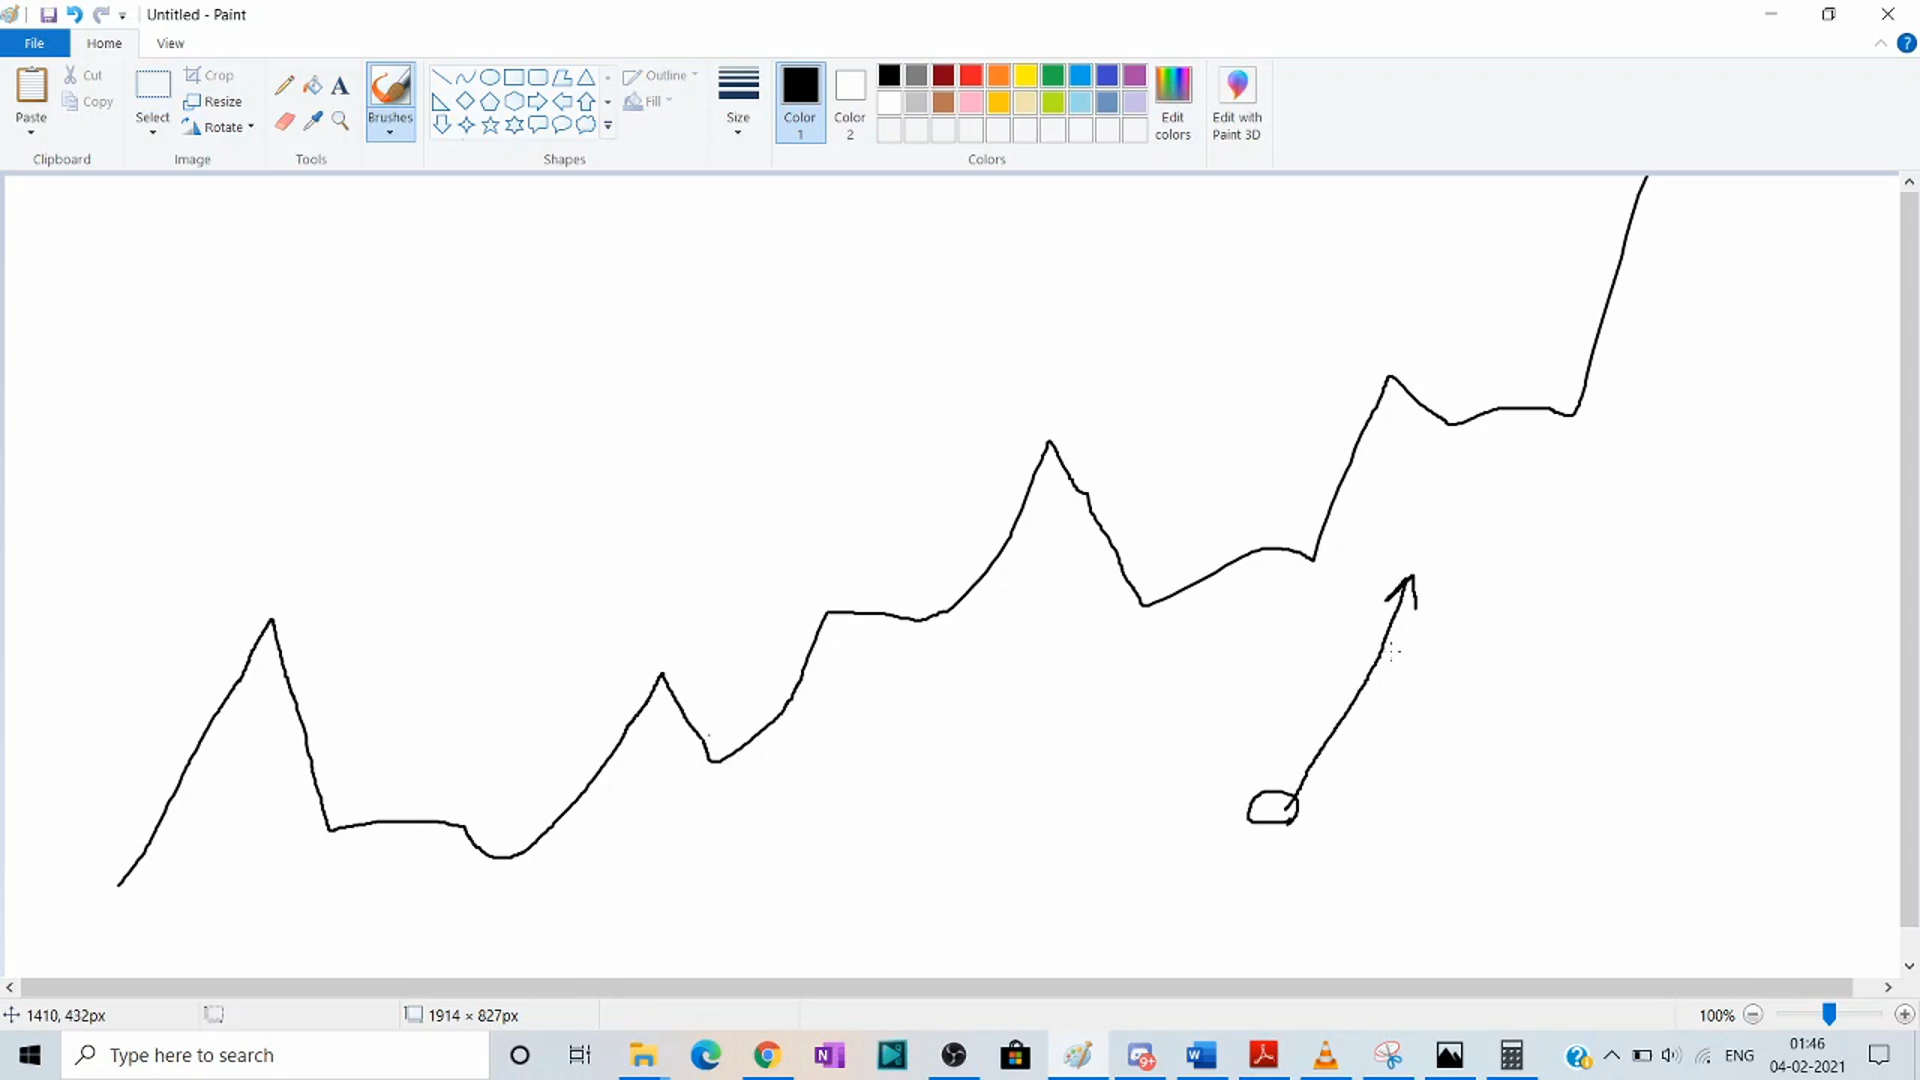 Untitled - Paint
File Home View
Paste
Cut
Copy
Clipboard
Select
Crop
Resize
Rotate
Image
A
Tools
Brushes
Shapes
Outline
Fill
Size
Color 1
Color 2
Edit colors
Colors
Edit with Paint 3D
?
1410, 432px
1914 × 827px
100%
Type here to search
N
9+
W
?
ENG
01:46
04-02-2021